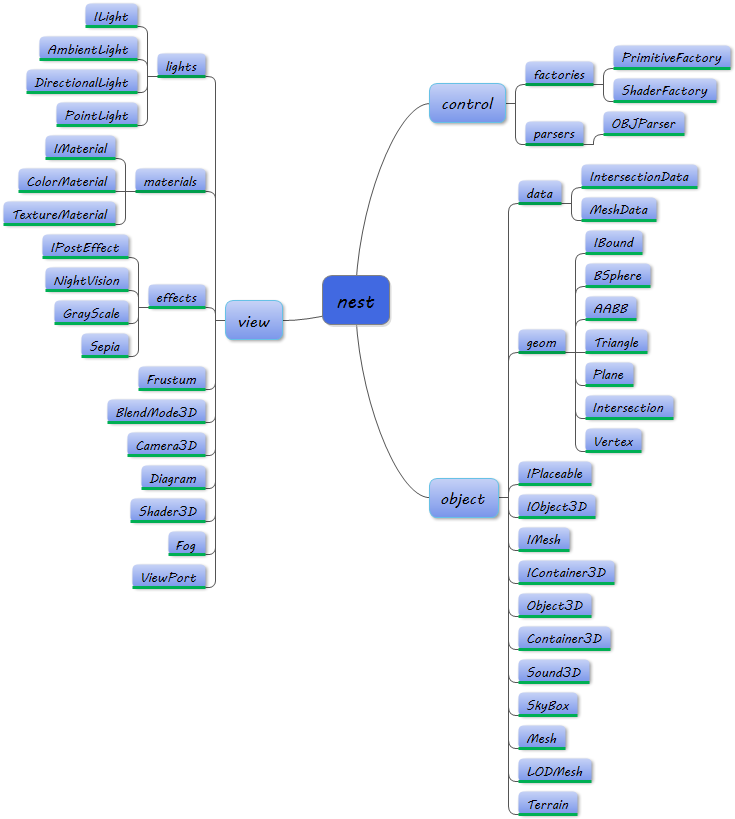 nest
control
factories
PrimitiveFactory
ShaderFactory
parsers
OBJParser
object
data
IntersectionData
MeshData
geom
IBound
BSphere
AABB
Triangle
Plane
Intersection
Vertex
IPlaceable
IObject3D
IMesh
IContainer3D
Object3D
Container3D
Sound3D
SkyBox
Mesh
LODMesh
Terrain
view
lights
ILight
AmbientLight
DirectionalLight
PointLight
materials
IMaterial
ColorMaterial
TextureMaterial
effects
IPostEffect
NightVision
GrayScale
Sepia
Frustum
BlendMode3D
Camera3D
Diagram
Shader3D
Fog
ViewPort